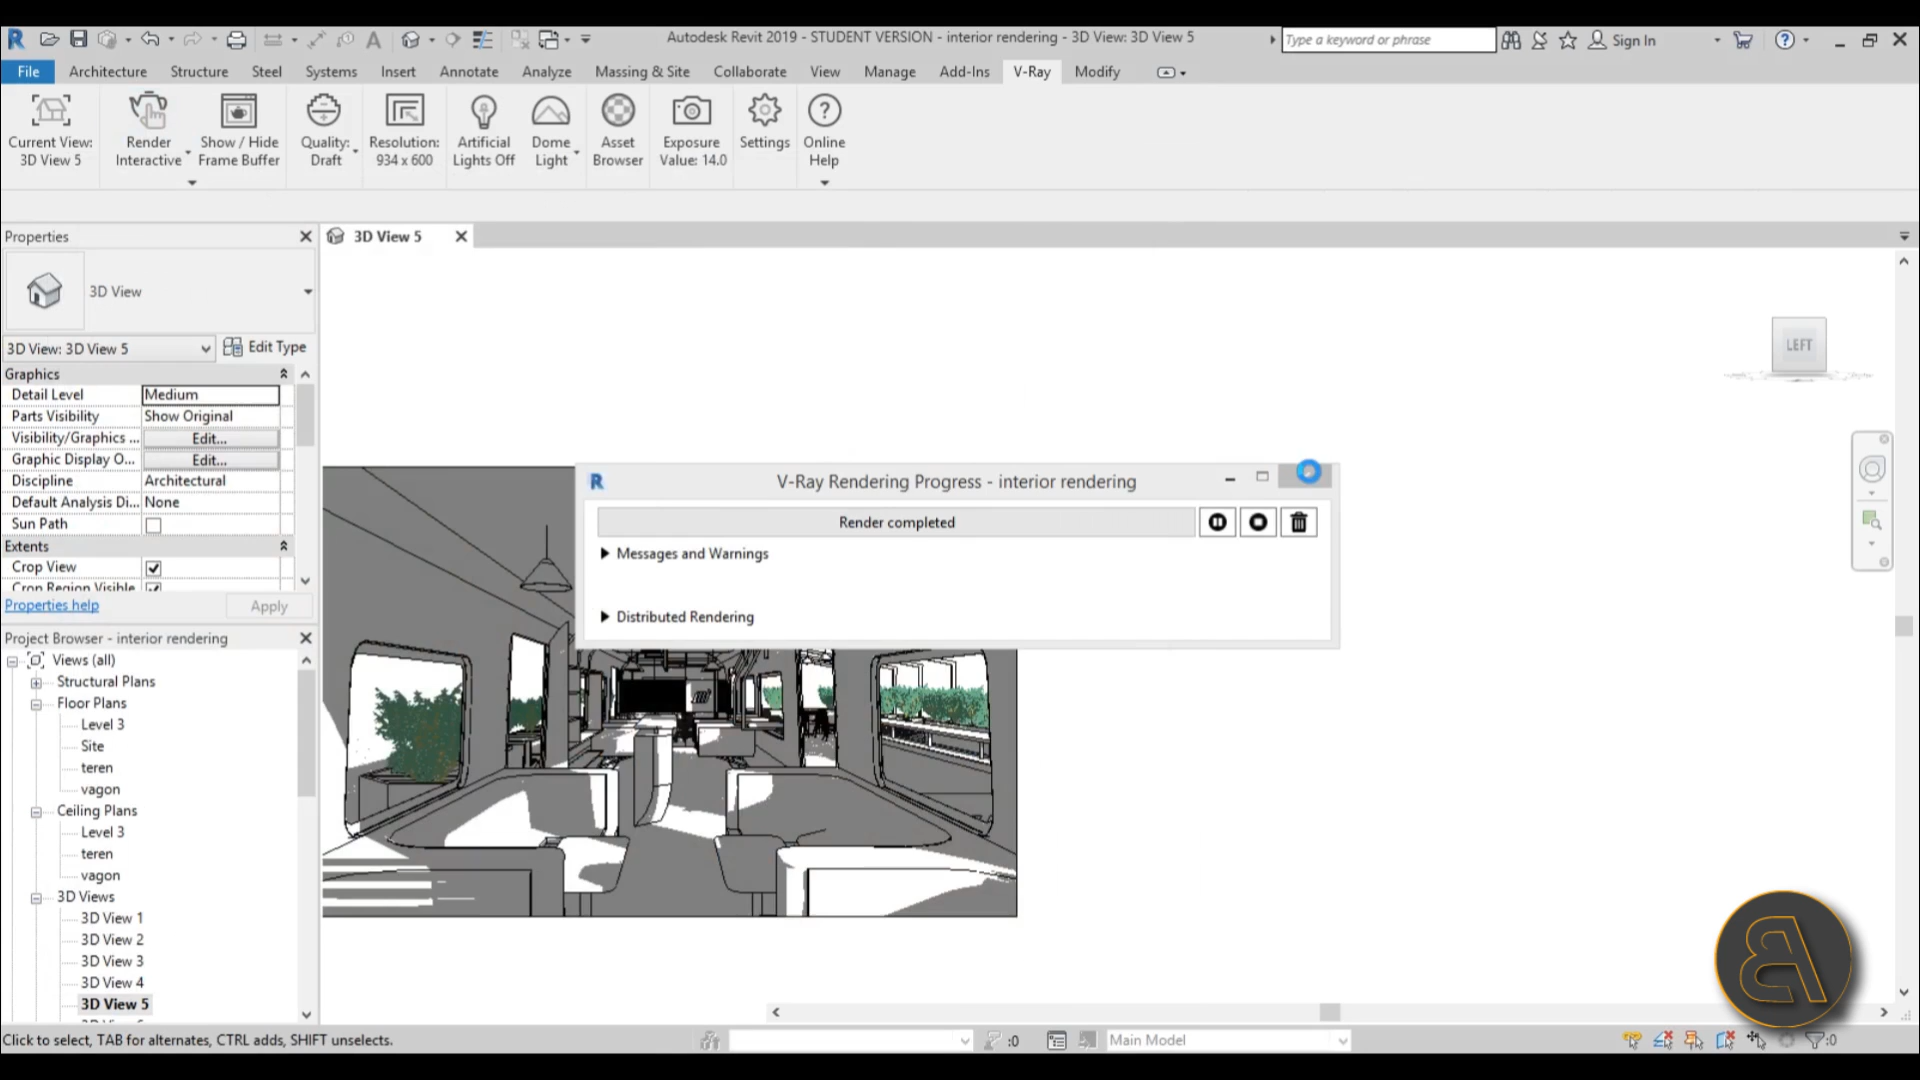 Autodesk Revit 2019 - STUDENT VERSION - interior rendering - 3D View: 3D View 5
Type a keyword or phrase
Sign In
File Architecture Structure Steel Systems Insert Annotate Analyze Massing & Site Collaborate View Manage Add-Ins V-Ray Modify
Current View:
3D View 5
Render
Interactive
Show / Hide
Frame Buffer
Quality:
Draft
Resolution:
934 x 600
Artificial
Lights Off
Dome
Light
Asset
Browser
Exposure
Value: 14.0
Settings
Online
Help
Properties
3D View 5
3D View
3D View: 3D View 5
Edit Type
Graphics
Detail Level Medium
Parts Visibility Show Original
Visibility/Graphics ... Edit...
Graphic Display O... Edit...
Discipline Architectural
Default Analysis Di... None
Sun Path
Extents
Crop View
Crop Region Visible
Properties help
Apply
LEFT
V-Ray Rendering Progress - interior rendering
Render completed
Messages and Warnings
Distributed Rendering
Project Browser - interior rendering
Views (all)
Structural Plans
Floor Plans
Level 3
Site
teren
vagon
Ceiling Plans
Level 3
teren
vagon
3D Views
3D View 1
3D View 2
3D View 3
3D View 4
3D View 5
Click to select, TAB for alternates, CTRL adds, SHIFT unselects.
:0
Main Model
:0